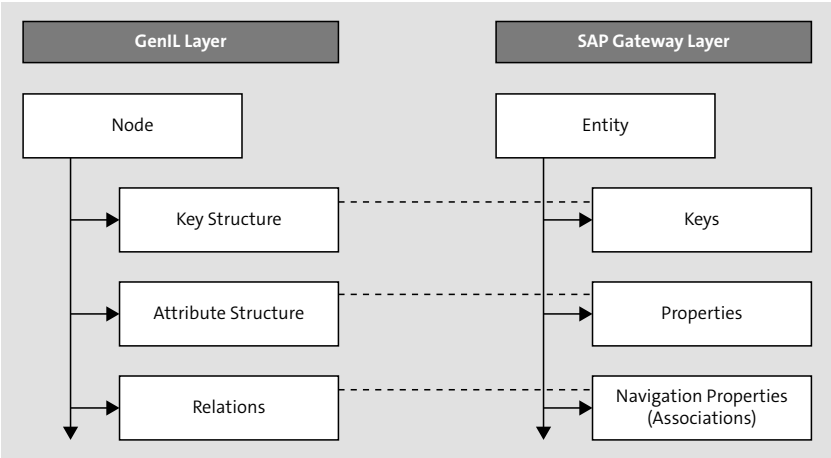 GenIL Layer
SAP Gateway Layer
Node
Entity
Key Structure
Keys
Attribute Structure
Properties
Relations
Navigation Properties
(Associations)